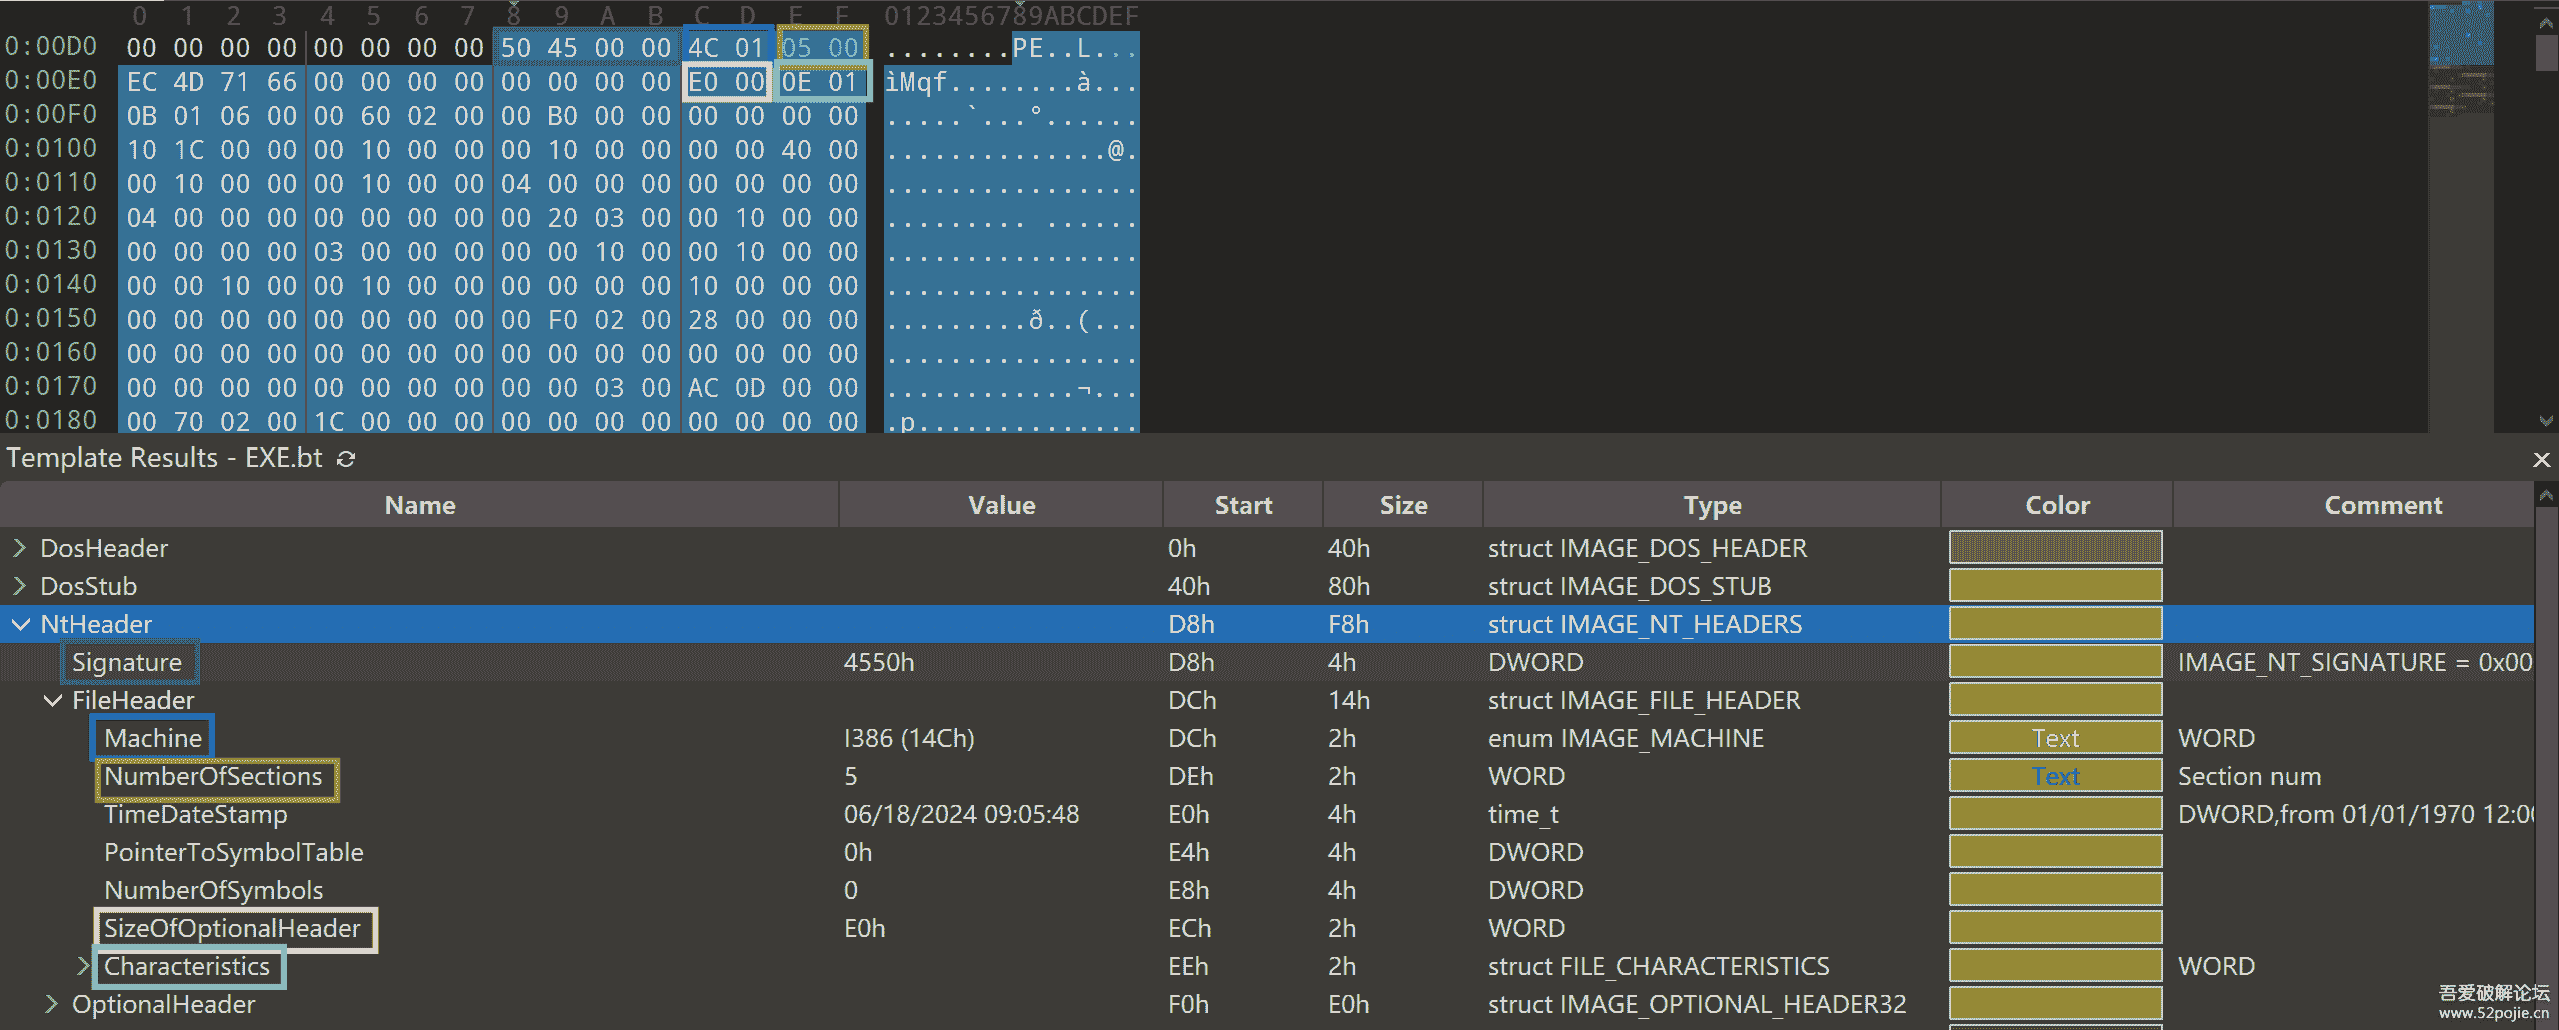 0 1 2 3 4 5 6 7 8 9 A B C D E F 0123456789ABCDEF
0:00D0 00 00 00 00 00 00 00 00 50 45 00 00 4C 01 05 00 ........PE..L...
0:00E0 EC 4D 71 66 00 00 00 00 00 00 00 00 E0 00 0E 01 ìMqf........à...
0:00F0 0B 01 06 00 00 60 02 00 00 B0 00 00 00 00 00 00 .....`...°......
0:0100 10 1C 00 00 00 10 00 00 00 10 00 00 00 00 40 00 ..............@.
0:0110 00 10 00 00 00 10 00 00 04 00 00 00 00 00 00 00 ................
0:0120 04 00 00 00 00 00 00 00 00 20 03 00 00 10 00 00 ......... ......
0:0130 00 00 00 00 03 00 00 00 00 00 10 00 00 10 00 00 ................
0:0140 00 00 10 00 00 10 00 00 00 00 00 00 10 00 00 00 ................
0:0150 00 00 00 00 00 00 00 00 00 F0 02 00 28 00 00 00 .........ð..(...
0:0160 00 00 00 00 00 00 00 00 00 00 00 00 00 00 00 00 ................
0:0170 00 00 00 00 00 00 00 00 00 00 03 00 AC 0D 00 00 ............¬...
0:0180 00 70 02 00 1C 00 00 00 00 00 00 00 00 00 00 00 .p..............
Template Results - EXE.bt
Name Value Start Size Type Color Comment
DosHeader 0h 40h struct IMAGE_DOS_HEADER
DosStub 40h 80h struct IMAGE_DOS_STUB
NtHeader D8h F8h struct IMAGE_NT_HEADERS
Signature 4550h D8h 4h DWORD IMAGE_NT_SIGNATURE = 0x00
FileHeader DCh 14h struct IMAGE_FILE_HEADER
Machine I386 (14Ch) DCh 2h enum IMAGE_MACHINE Text WORD
NumberOfSections 5 DEh 2h WORD Text Section num
TimeDateStamp 06/18/2024 09:05:48 E0h 4h time_t DWORD,from 01/01/1970 12:00
PointerToSymbolTable 0h E4h 4h DWORD
NumberOfSymbols 0 E8h 4h DWORD
SizeOfOptionalHeader E0h ECh 2h WORD
Characteristics EEh 2h struct FILE_CHARACTERISTICS WORD
OptionalHeader F0h E0h struct IMAGE_OPTIONAL_HEADER32
吾爱破解论坛
www.52pojie.cn